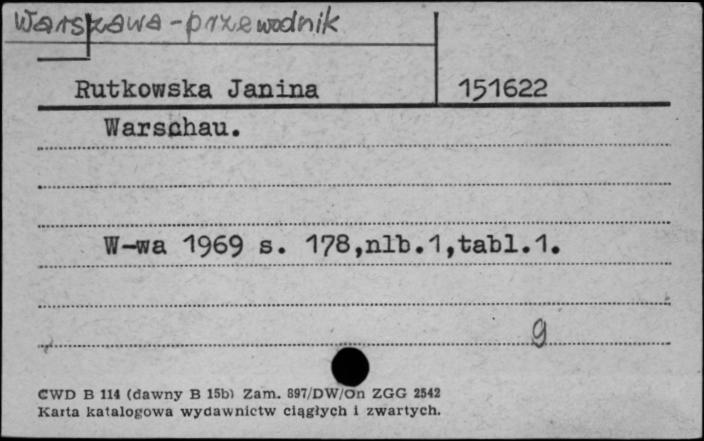 Warszawa - przewodnik
Rutkowska Janina 151622
Warschau.
W-wa 1969 s. 178,nlb.1,tabl.1.
g
CWD B 114 (dawny B 15b) Zam. 897/DW/On ZGG 2542
Karta katalogowa wydawnictw ciągłych i zwartych.